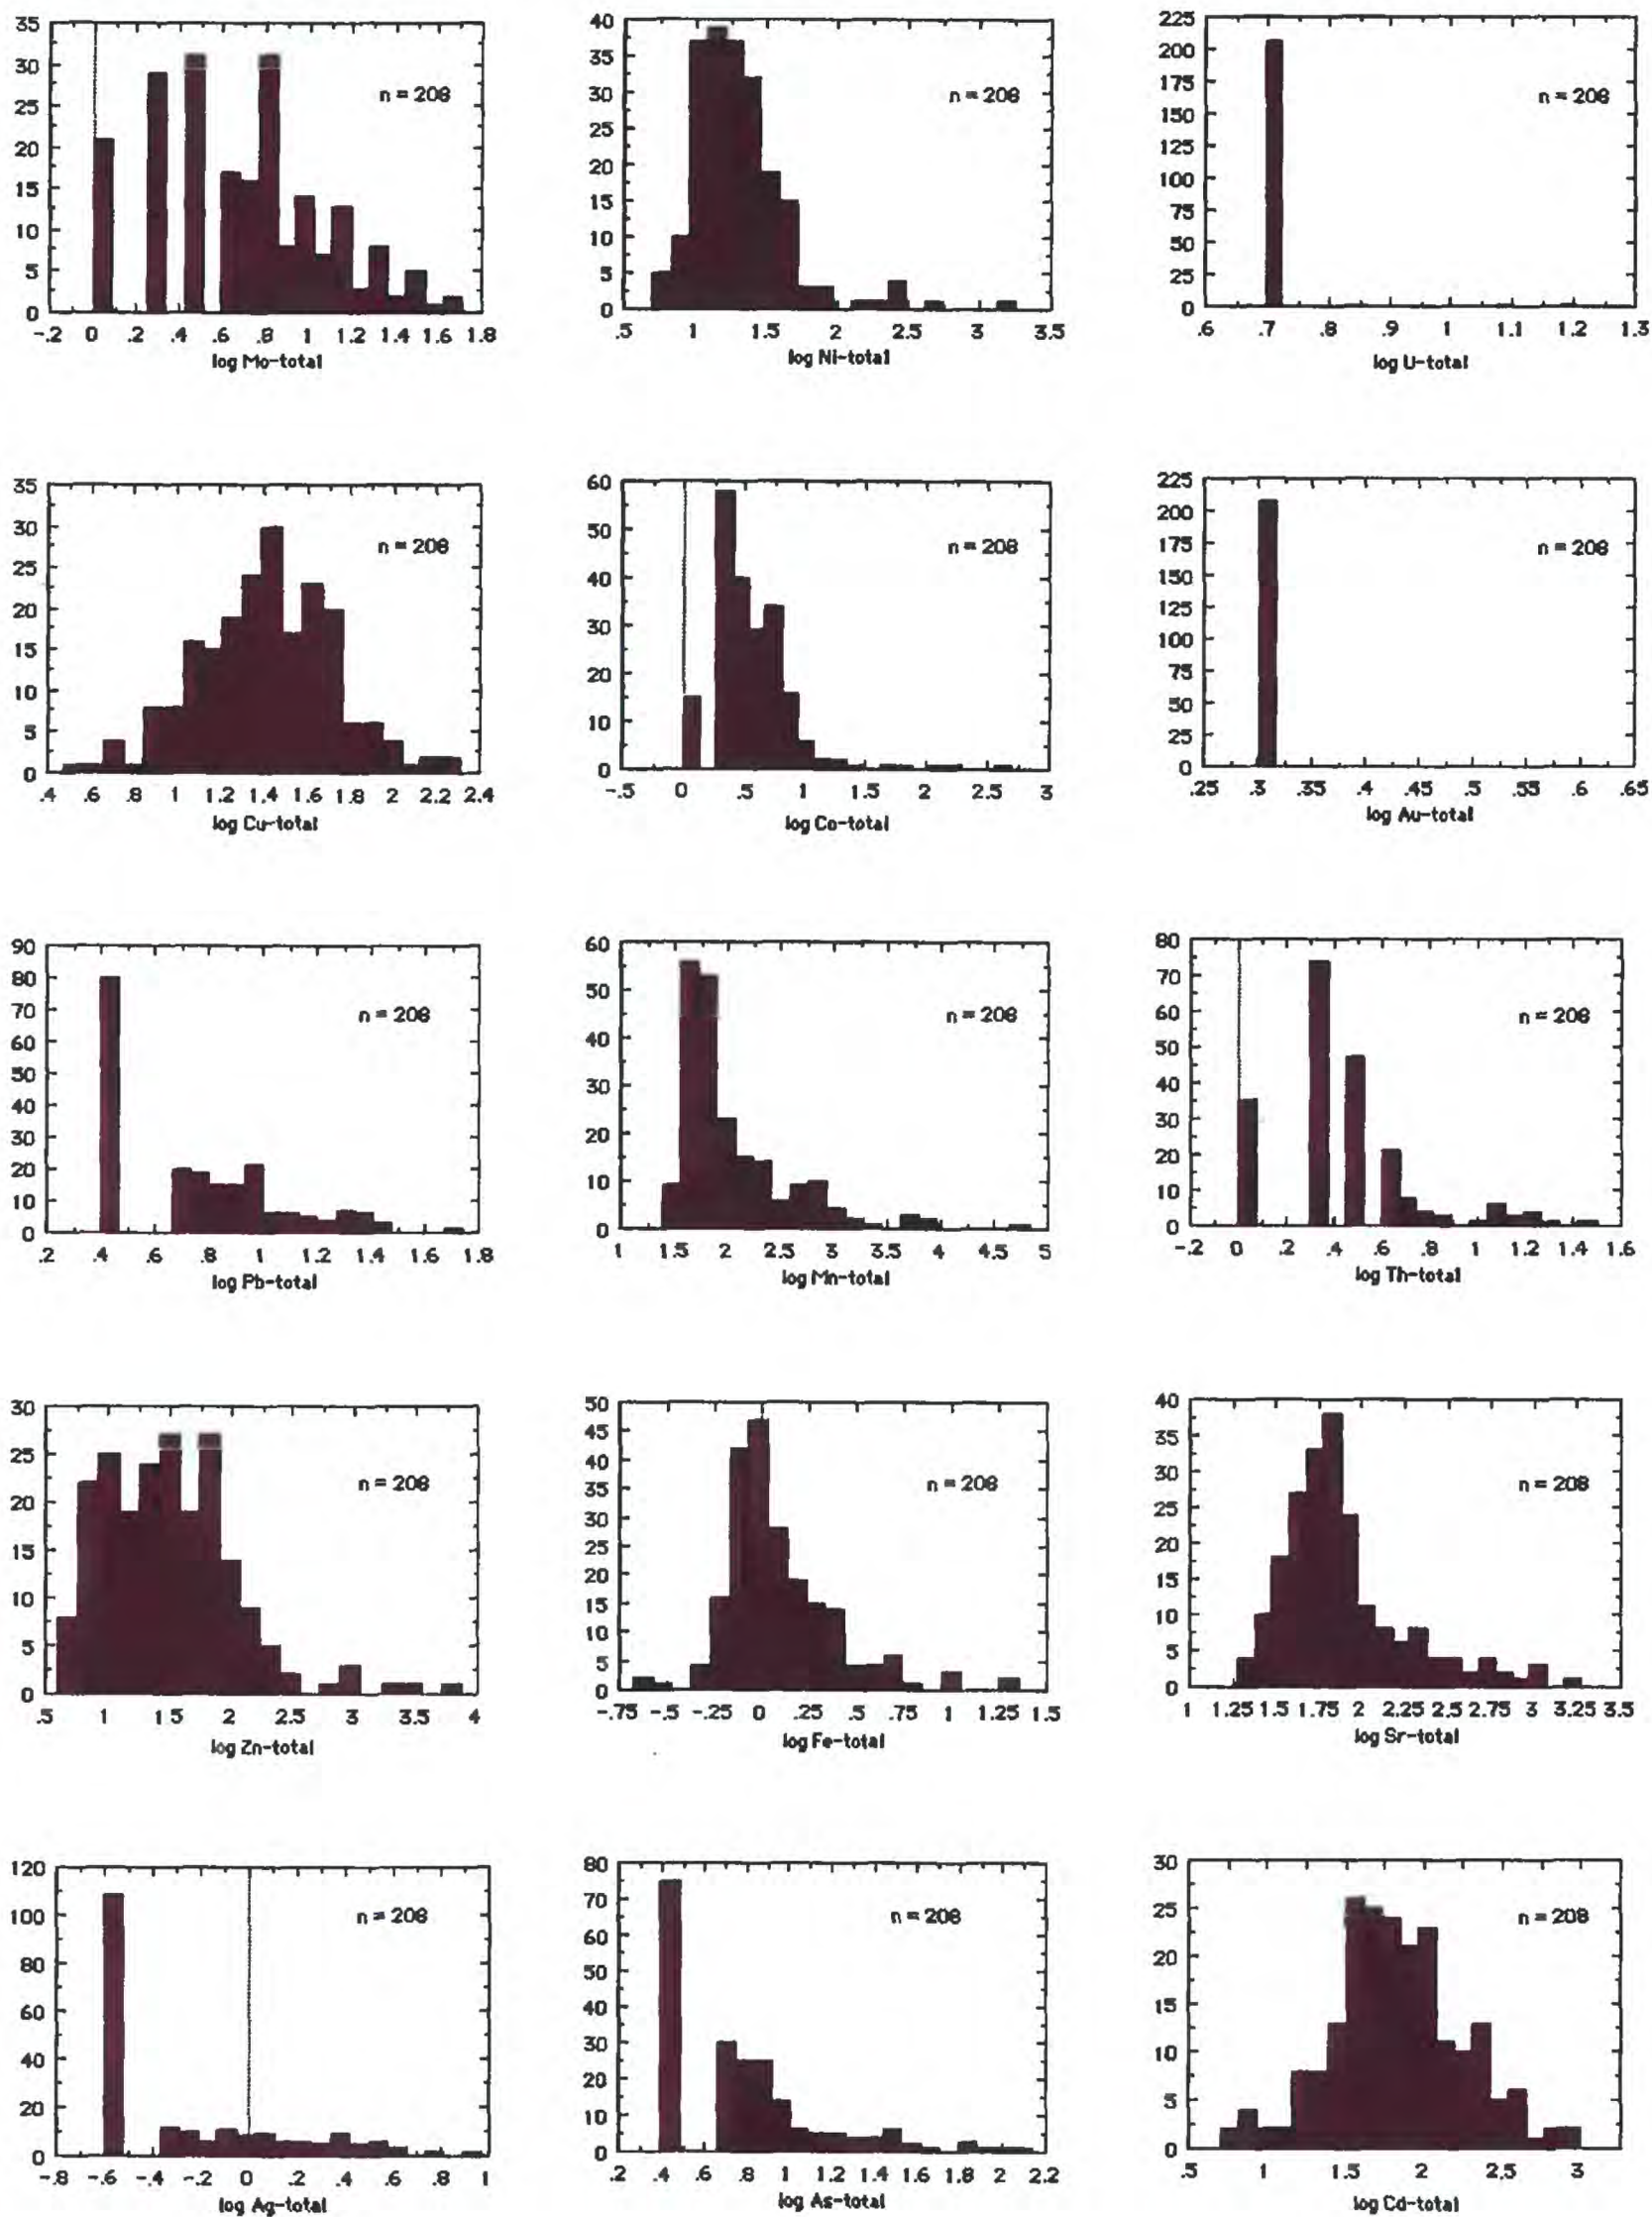 35
30
25
20
15
10
5
0
n = 208
-.2 0 .2 .4 .6 .8 1 1.2 1.4 1.6 1.8
log Mo-total
40
35
30
25
20
15
10
5
0
n = 208
.5 1 1.5 2 2.5 3 3.5
log Ni-total
225
200
175
150
125
100
75
50
25
0
n = 208
.6 .7 .8 .9 1 1.1 1.2 1.3
log U-total
35
30
25
20
15
10
5
0
n = 208
.4 .6 .8 1 1.2 1.4 1.6 1.8 2 2.2 2.4
log Cu-total
60
50
40
30
20
10
0
n = 208
-.5 0 .5 1 1.5 2 2.5 3
log Co-total
225
200
175
150
125
100
75
50
25
0
n = 208
.25 .3 .35 .4 .45 .5 .55 .6 .65
log Au-total
90
80
70
60
50
40
30
20
10
0
n = 208
.2 .4 .6 .8 1 1.2 1.4 1.6 1.8
log Pb-total
60
50
40
30
20
10
0
n = 208
1 1.5 2 2.5 3 3.5 4 4.5 5
log Mn-total
80
70
60
50
40
30
20
10
0
n = 208
-.2 0 .2 .4 .6 .8 1 1.2 1.4 1.6
log Th-total
30
25
20
15
10
5
0
n = 208
.5 1 1.5 2 2.5 3 3.5 4
log Zn-total
50
45
40
35
30
25
20
15
10
5
0
n = 208
-.75 -.5 -.25 0 .25 .5 .75 1 1.25 1.5
log Fe-total
40
35
30
25
20
15
10
5
0
n = 208
1 1.25 1.5 1.75 2 2.25 2.5 2.75 3 3.25 3.5
log Sr-total
120
100
80
60
40
20
0
n = 208
-.8 -.6 -.4 -.2 0 .2 .4 .6 .8 1
log Ag-total
80
70
60
50
40
30
20
10
0
n = 208
.2 .4 .6 .8 1 1.2 1.4 1.6 1.8 2 2.2
log As-total
30
25
20
15
10
5
0
n = 208
.5 1 1.5 2 2.5 3
log Cd-total